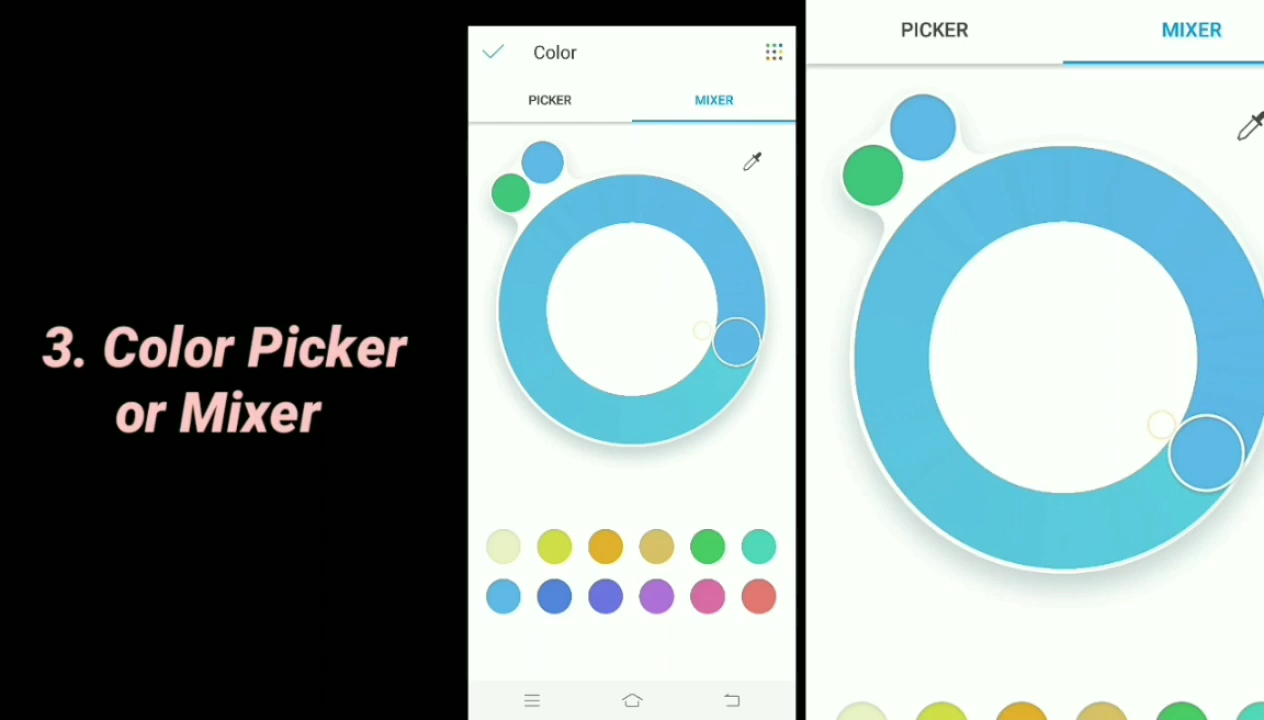 3. Color Picker
or Mixer
Color
PICKER
MIXER
PICKER
MIXER